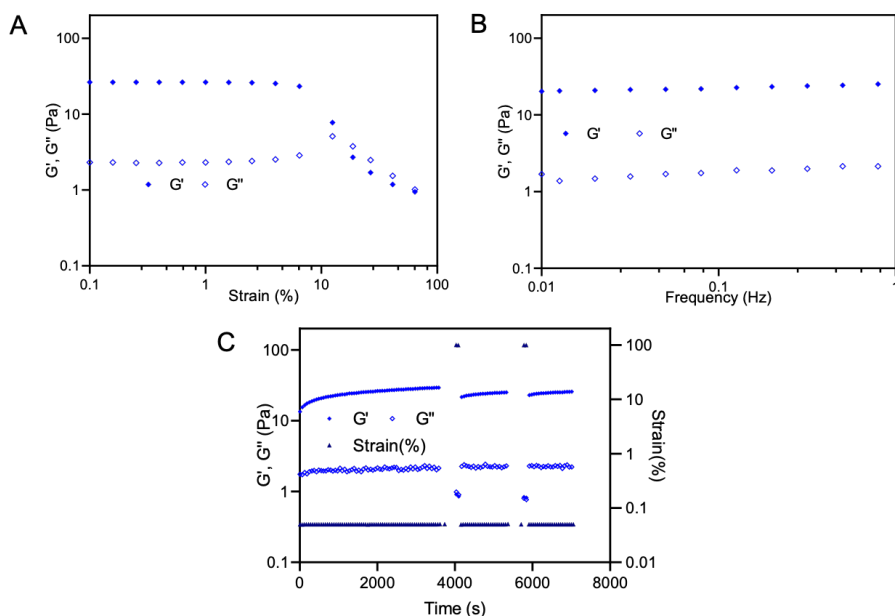 A
100
10
1
0.1
G', G'' (Pa)
G' G''
0.1 1 10 100
Strain (%)
B
100
10
1
0.1
G', G'' (Pa)
G' G''
0.01 0.1 1
Frequency (Hz)
C
100
10
1
0.1
G', G'' (Pa)
G' G''
Strain(%)
100
10
1
0.1
0.01
Strain(%)
0 2000 4000 6000 8000
Time (s)